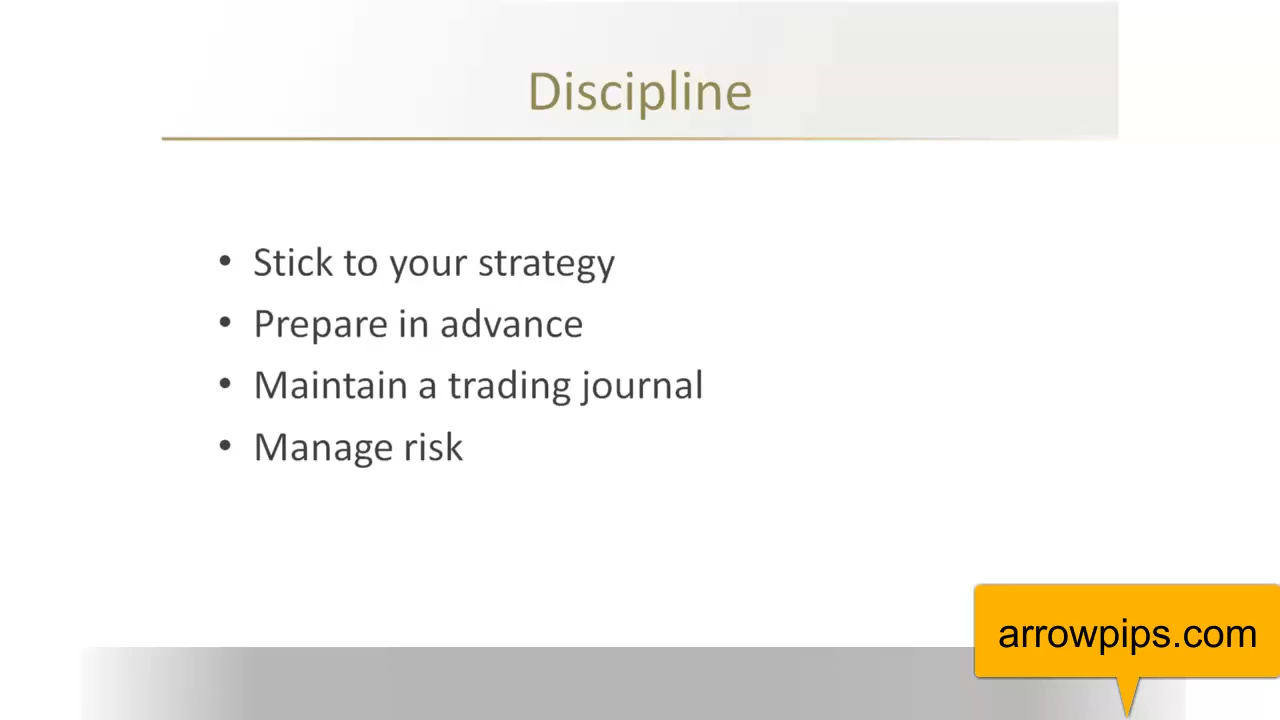 Discipline
• Stick to your strategy
• Prepare in advance
• Maintain a trading journal
• Manage risk
arrowpips.com